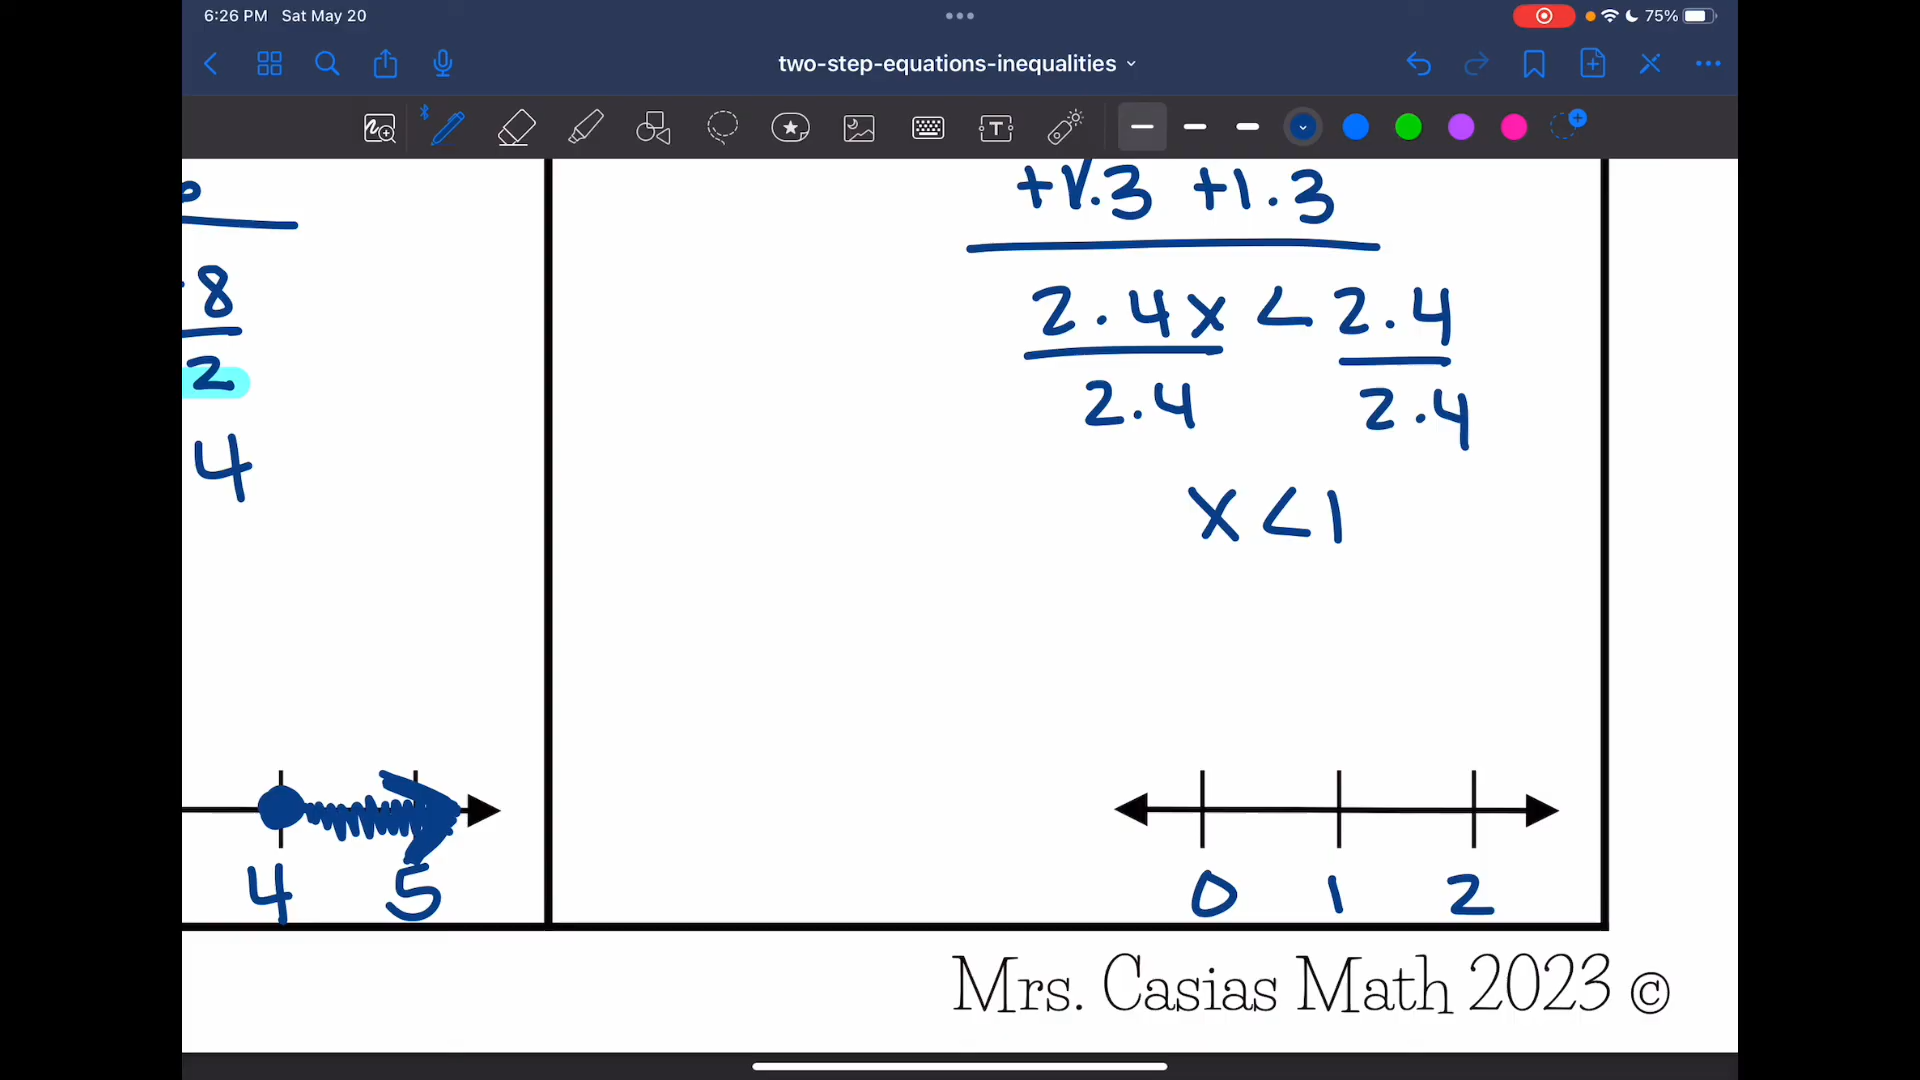 6:26 PM Sat May 20
75%
two-step-equations-inequalities
8
2
4
4 5
+1.3 +1.3
2.4x < 2.4
2.4 2.4
x < 1
0 1 2
Mrs. Casias Math 2023 ©